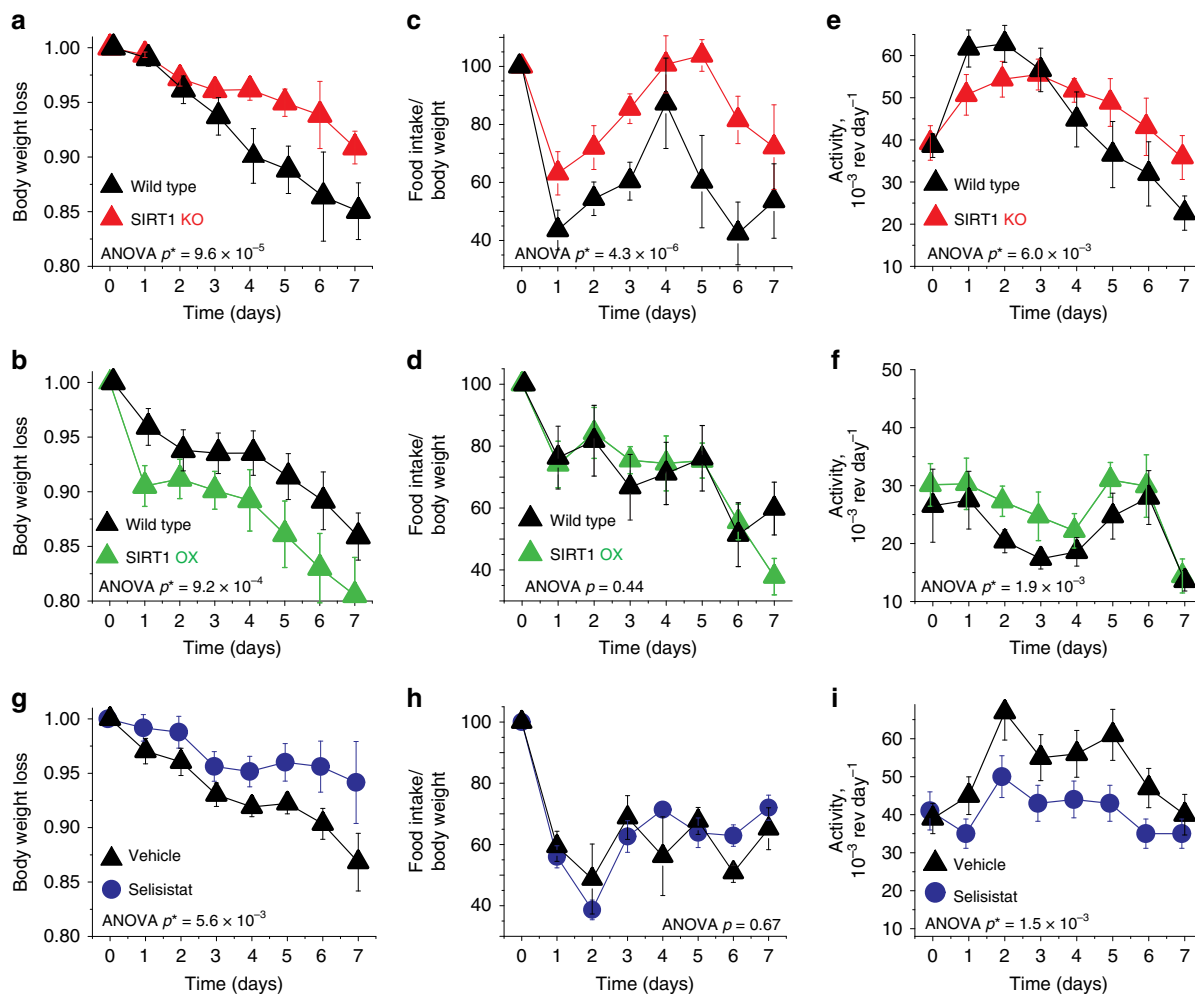 a
Body weight loss
1.00
0.95
0.90
0.85
0.80
Wild type
SIRT1 KO
ANOVA p* = 9.6 × 10–5
0 1 2 3 4 5 6 7
Time (days)
c
Food intake/
body weight
100
80
60
40
ANOVA p* = 4.3 × 10–6
0 1 2 3 4 5 6 7
Time (days)
e
Activity,
10–3 rev day–1
60
50
40
30
20
10
Wild type
SIRT1 KO
ANOVA p* = 6.0 × 10–3
0 1 2 3 4 5 6 7
Time (days)
b
Body weight loss
1.00
0.95
0.90
0.85
0.80
Wild type
SIRT1 OX
ANOVA p* = 9.2 × 10–4
0 1 2 3 4 5 6 7
Time (days)
d
Food intake/
body weight
100
80
60
40
Wild type
SIRT1 OX
ANOVA p = 0.44
0 1 2 3 4 5 6 7
Time (days)
f
Activity,
10–3 rev day–1
50
40
30
20
10
ANOVA p* = 1.9 × 10–3
0 1 2 3 4 5 6 7
Time (days)
g
Body weight loss
1.00
0.95
0.90
0.85
0.80
Vehicle
Selisistat
ANOVA p* = 5.6 × 10–3
0 1 2 3 4 5 6 7
Time (days)
h
Food intake/
body weight
100
80
60
40
ANOVA p = 0.67
0 1 2 3 4 5 6 7
Time (days)
i
Activity,
10–3 rev day–1
60
50
40
30
20
10
Vehicle
Selisistat
ANOVA p* = 1.5 × 10–3
0 1 2 3 4 5 6 7
Time (days)